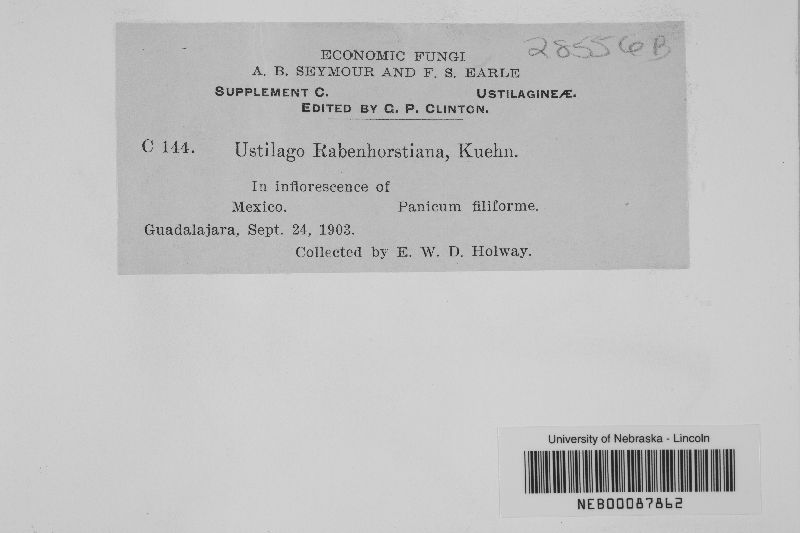 28556B
ECONOMIC FUNGI
A. B. SEYMOUR AND F. S. EARLE
SUPPLEMENT C. USTILAGINEÆ.
EDITED BY G. P. CLINTON.
C 144. Ustilago Rabenhorstiana, Kuehn.
In inflorescence of
Mexico. Panicum filiforme.
Guadalajara, Sept. 24, 1903.
Collected by E. W. D. Holway.
University of Nebraska - Lincoln
NEB00087862